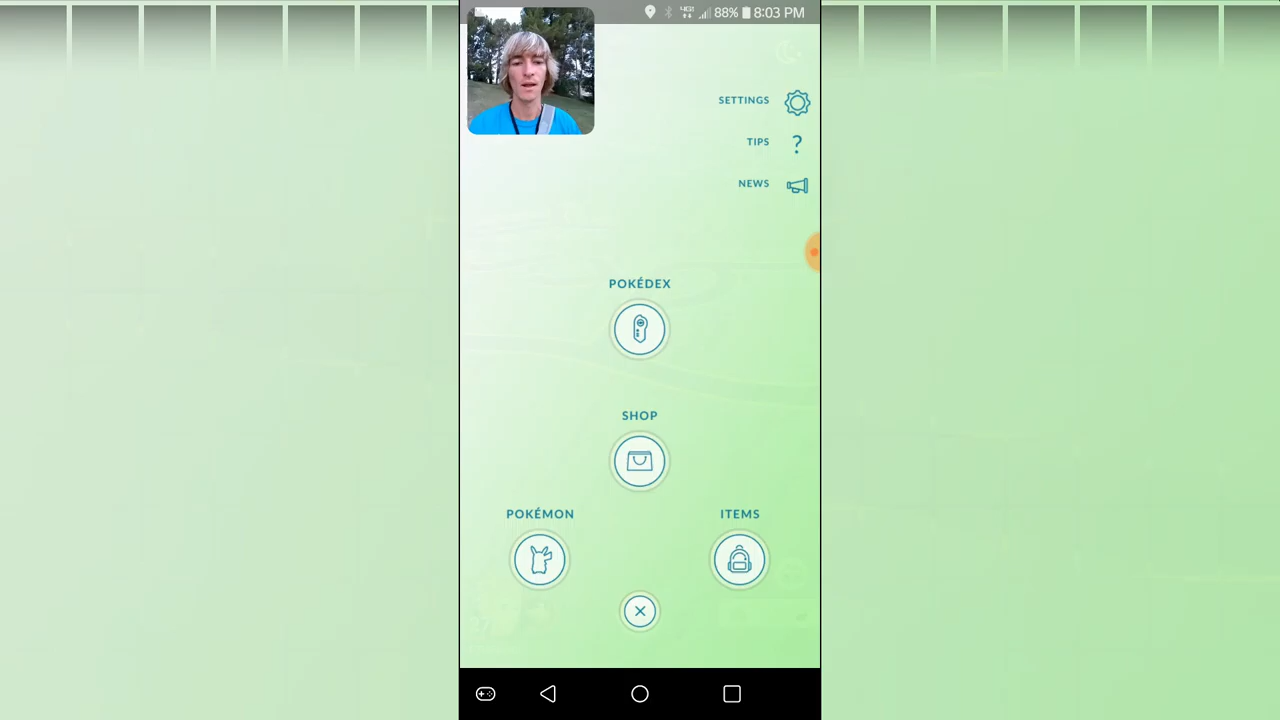 88% 8:03 PM
SETTINGS
TIPS
?
NEWS
POKÉDEX
SHOP
POKÉMON
ITEMS